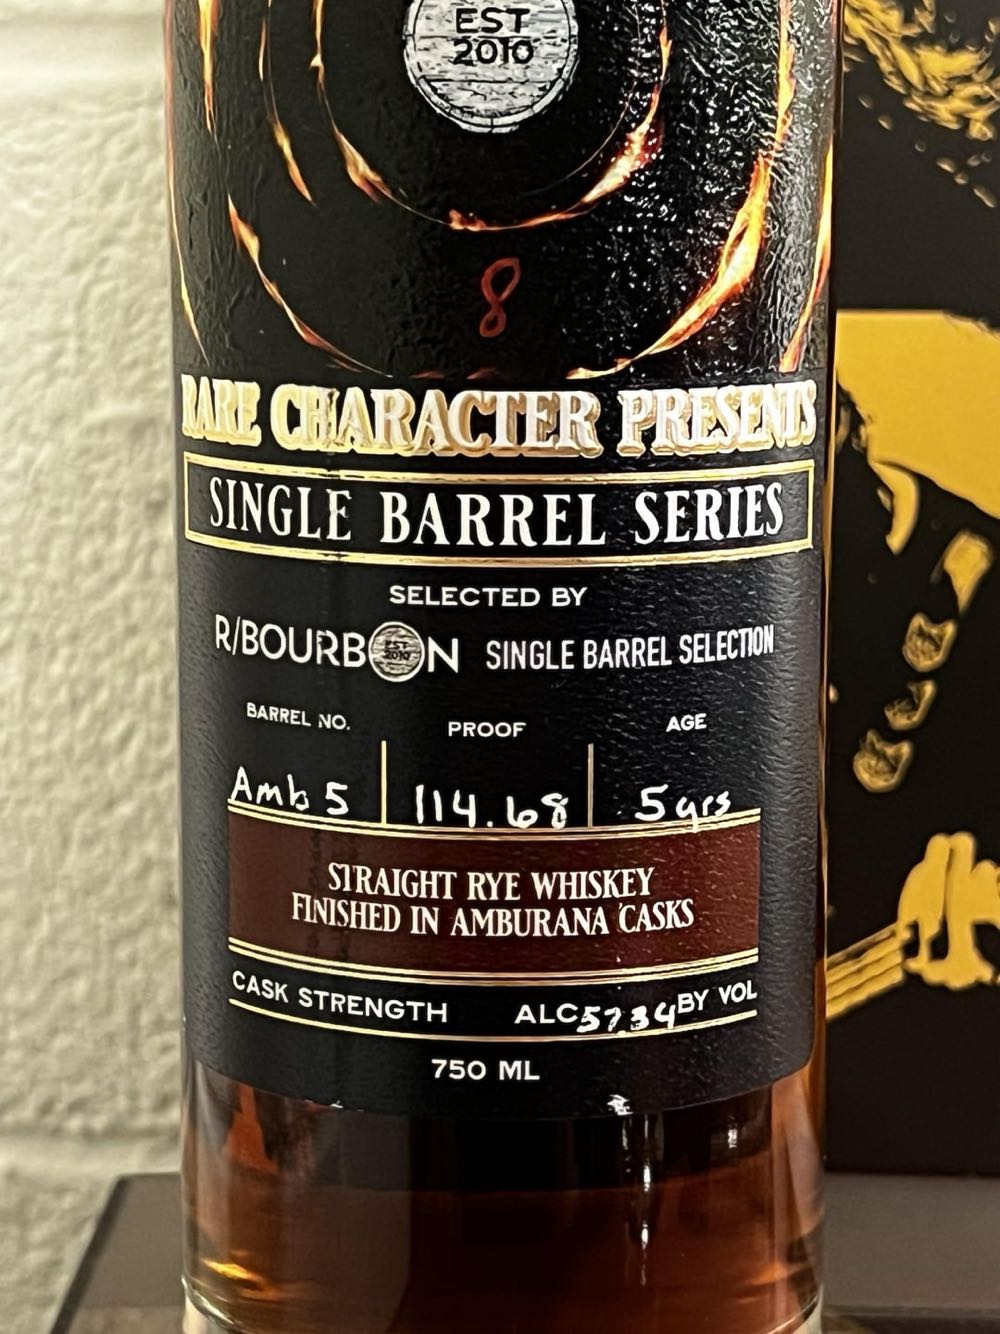 EST
2010
8
RARE CHARACTER PRESENTS
SINGLE BARREL SERIES
SELECTED BY
R/BOURBON SINGLE BARREL SELECTION
EST
2010
BARREL NO. PROOF AGE
Amb 5 114.68 5 yrs
STRAIGHT RYE WHISKEY
FINISHED IN AMBURANA CASKS
CASK STRENGTH ALC 57.34 BY VOL
750 ML